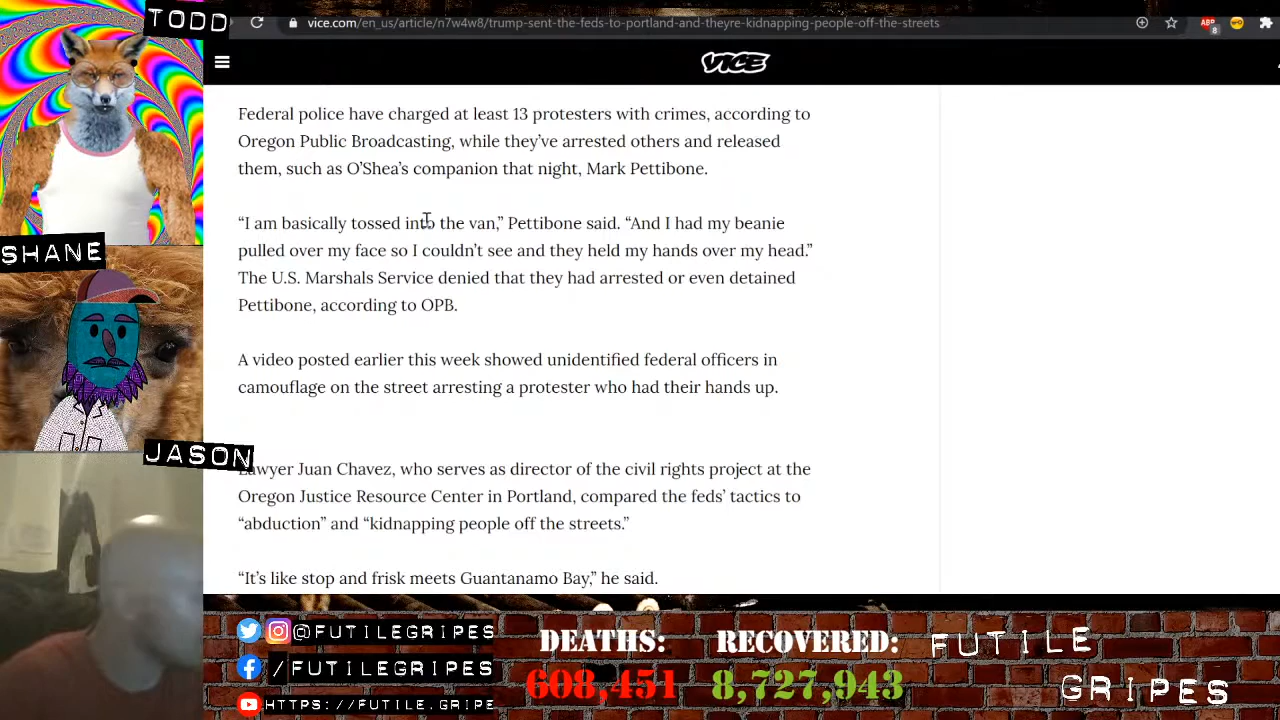 TODD
vice.com/en_us/article/n7w4w8/trump-sent-the-feds-to-portland-and-theyre-kidnapping-people-off-the-streets
ABP
8
VICE
Federal police have charged at least 13 protesters with crimes, according to
Oregon Public Broadcasting, while they’ve arrested others and released
them, such as O’Shea’s companion that night, Mark Pettibone.
“I am basically tossed into the van,” Pettibone said. “And I had my beanie
pulled over my face so I couldn’t see and they held my hands over my head.”
The U.S. Marshals Service denied that they had arrested or even detained
Pettibone, according to OPB.
SHANE
A video posted earlier this week showed unidentified federal officers in
camouflage on the street arresting a protester who had their hands up.
JASON
Lawyer Juan Chavez, who serves as director of the civil rights project at the
Oregon Justice Resource Center in Portland, compared the feds’ tactics to
“abduction” and “kidnapping people off the streets.”
“It’s like stop and frisk meets Guantanamo Bay,” he said.
@FUTILEGRIPES
/FUTILEGRIPES
HTTPS://FUTILE.GRIPE
DEATHS:
608,451
RECOVERED:
8,727,943
FUTILE
GRIPES